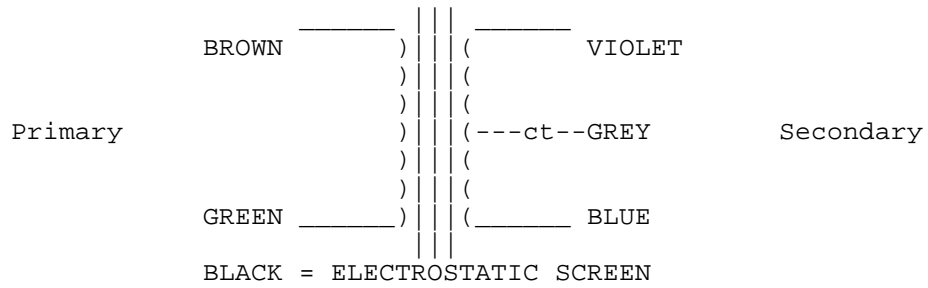 BROWN VIOLET
Primary ---ct--GREY Secondary
GREEN BLUE
BLACK = ELECTROSTATIC SCREEN